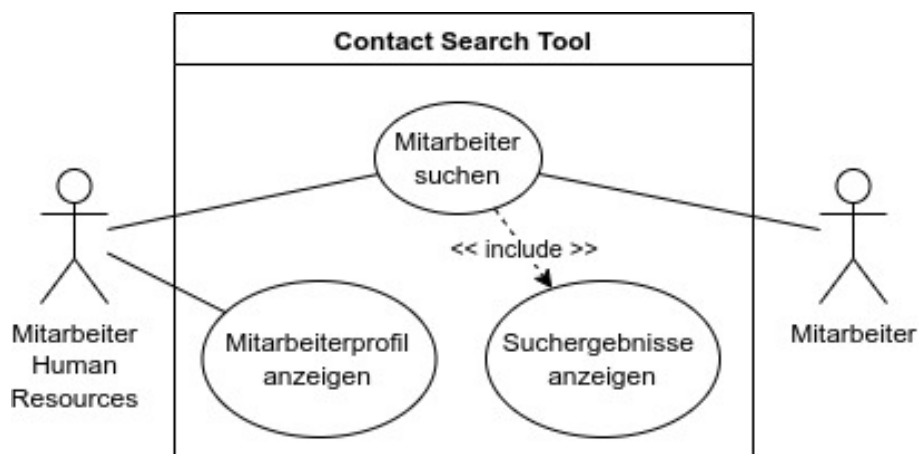 Contact Search Tool
Mitarbeiter
suchen
<< include >>
Mitarbeiterprofil
anzeigen
Suchergebnisse
anzeigen
Mitarbeiter
Human
Resources
Mitarbeiter